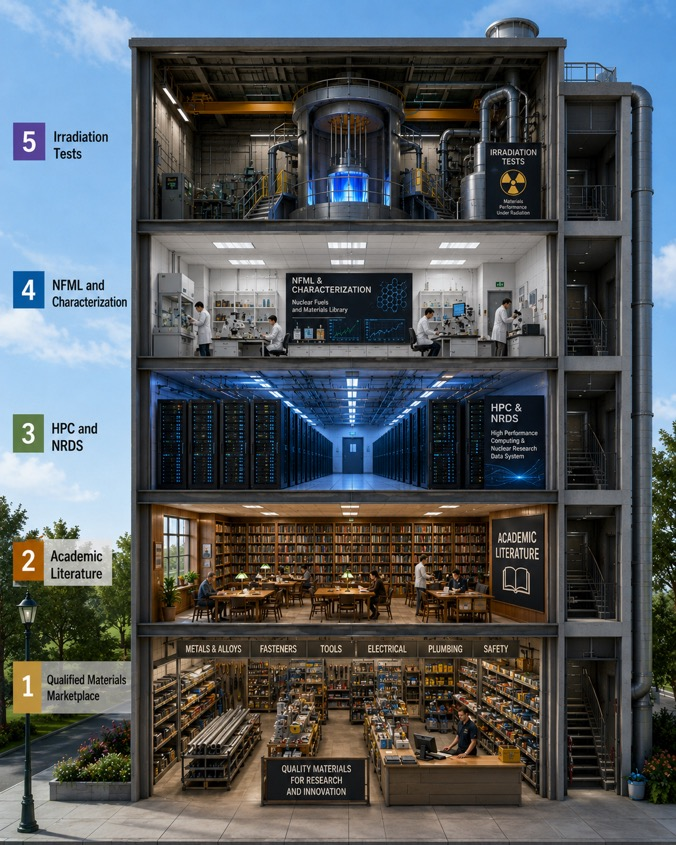 5
Irradiation
Tests
IRRADIATION
TESTS
Materials
Performance
Under Radiation
4
NFML and
Characterization
NFML &
CHARACTERIZATION
Nuclear Fuels
and Materials Library
3
HPC and
NRDS
HPC &
NRDS
High Performance
Computing &
Nuclear Research
Data System
2
Academic
Literature
ACADEMIC
LITERATURE
1
Qualified Materials
Marketplace
METALS & ALLOYS
FASTENERS
TOOLS
ELECTRICAL
PLUMBING
SAFETY
QUALITY MATERIALS
FOR RESEARCH
AND INNOVATION